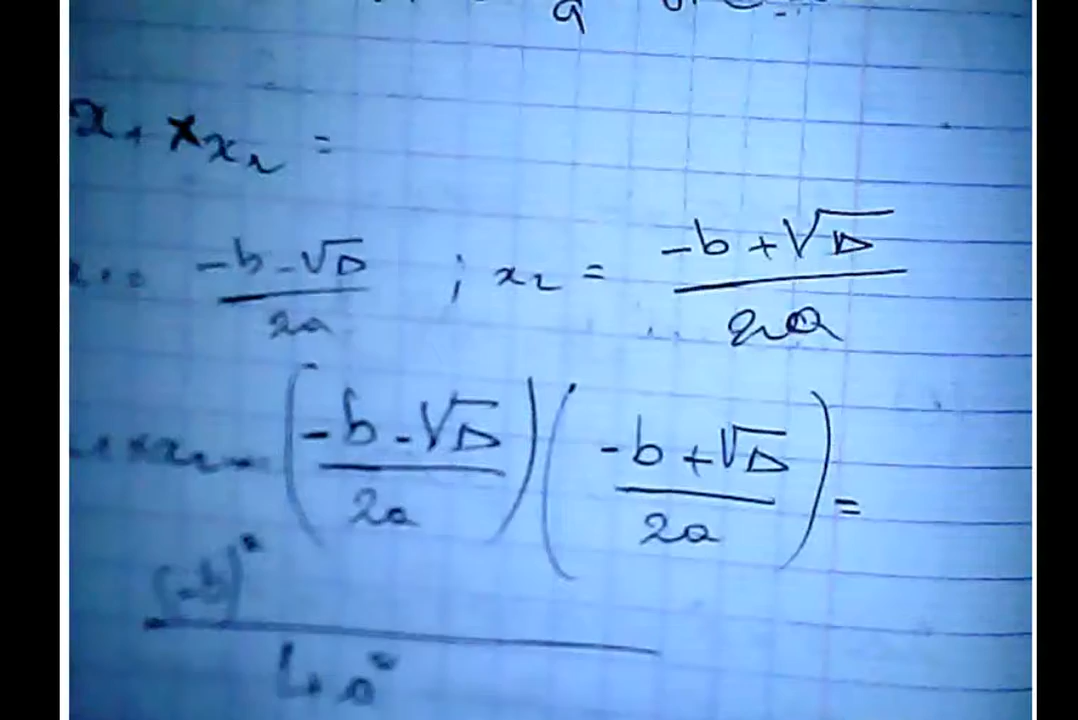 x₁ × x₂ =
x₁ = (-b - √Δ) / 2a ; x₂ = (-b + √Δ) / 2a
x₁ × x₂ = ((-b - √Δ) / 2a) ((-b + √Δ) / 2a) =
(-b)² / 4a²